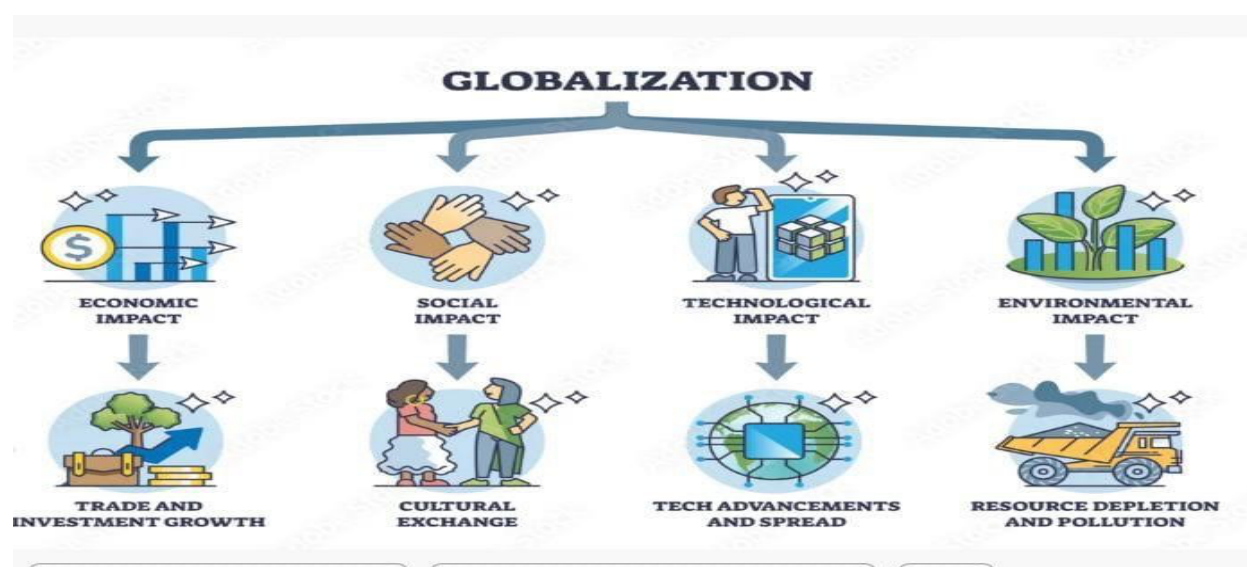 GLOBALIZATION
ECONOMIC
IMPACT
SOCIAL
IMPACT
TECHNOLOGICAL
IMPACT
ENVIRONMENTAL
IMPACT
TRADE AND
INVESTMENT GROWTH
CULTURAL
EXCHANGE
TECH ADVANCEMENTS
AND SPREAD
RESOURCE DEPLETION
AND POLLUTION